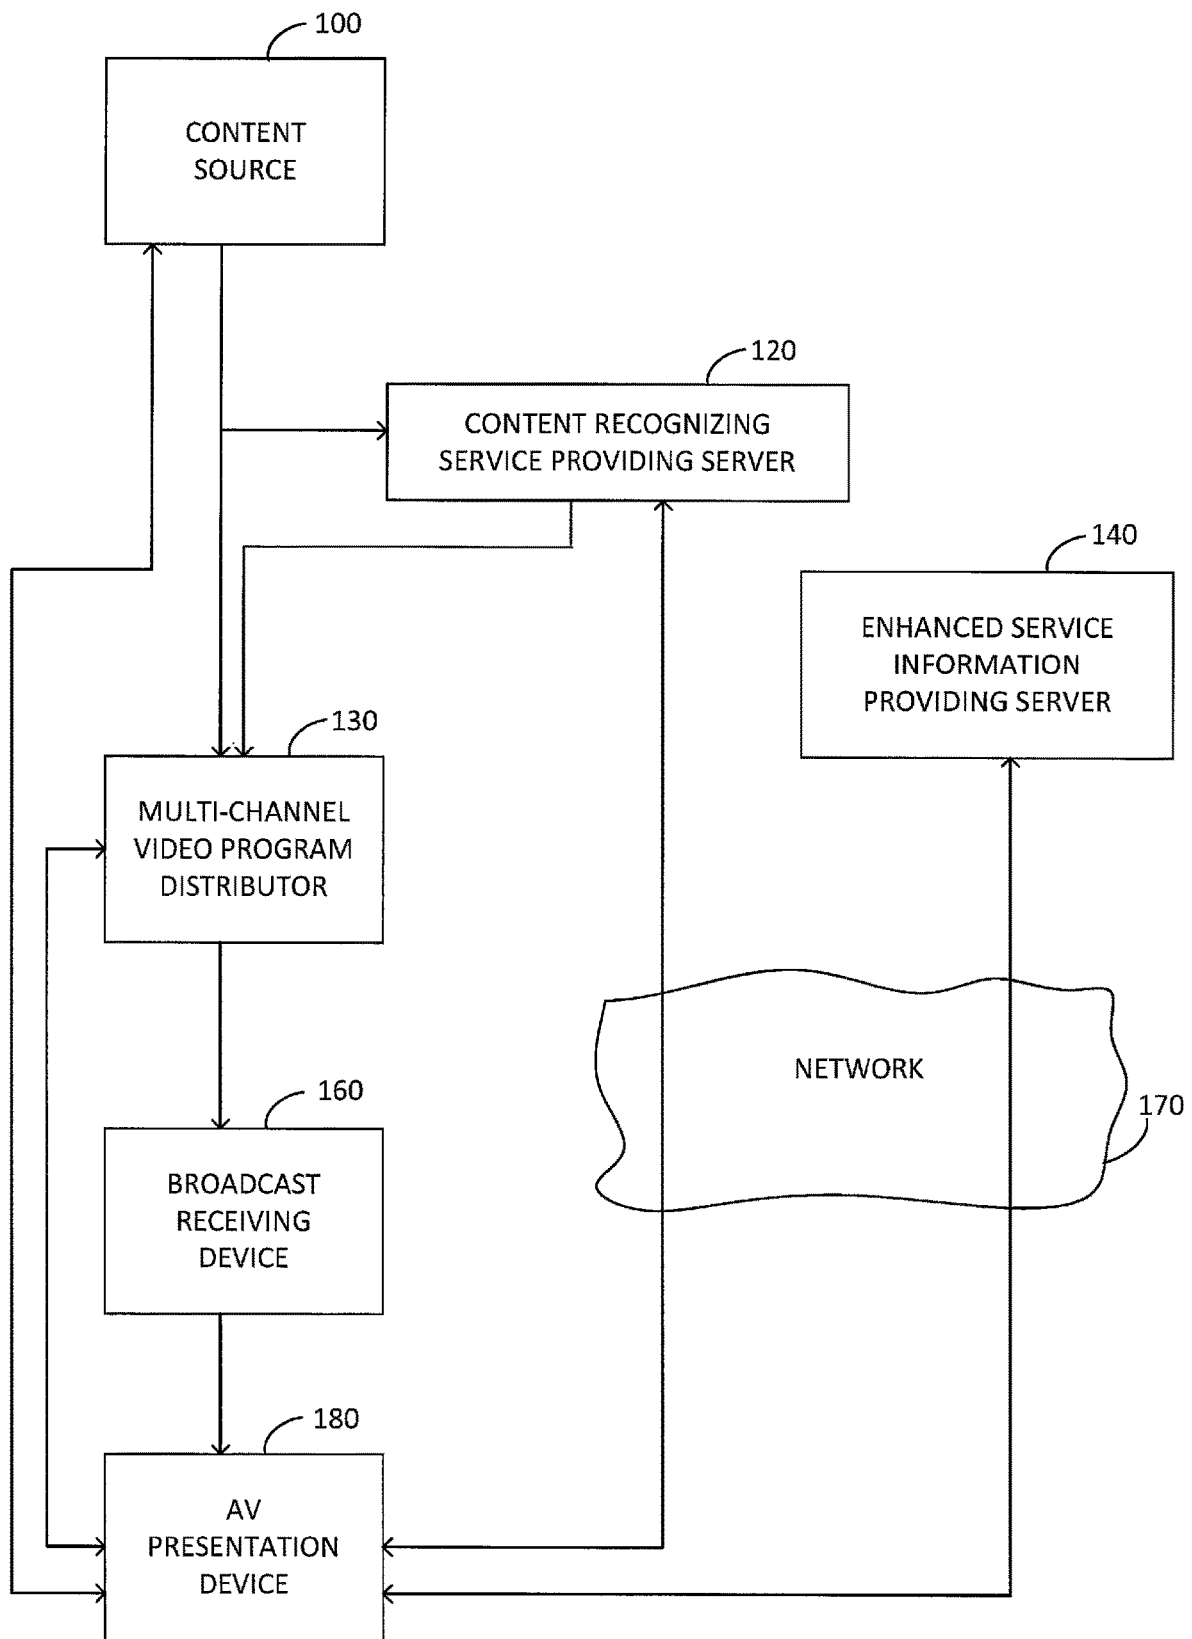 100
CONTENT
SOURCE
120
CONTENT RECOGNIZING
SERVICE PROVIDING SERVER
140
ENHANCED SERVICE
INFORMATION
PROVIDING SERVER
130
MULTI-CHANNEL
VIDEO PROGRAM
DISTRIBUTOR
NETWORK
170
160
BROADCAST
RECEIVING
DEVICE
180
AV
PRESENTATION
DEVICE